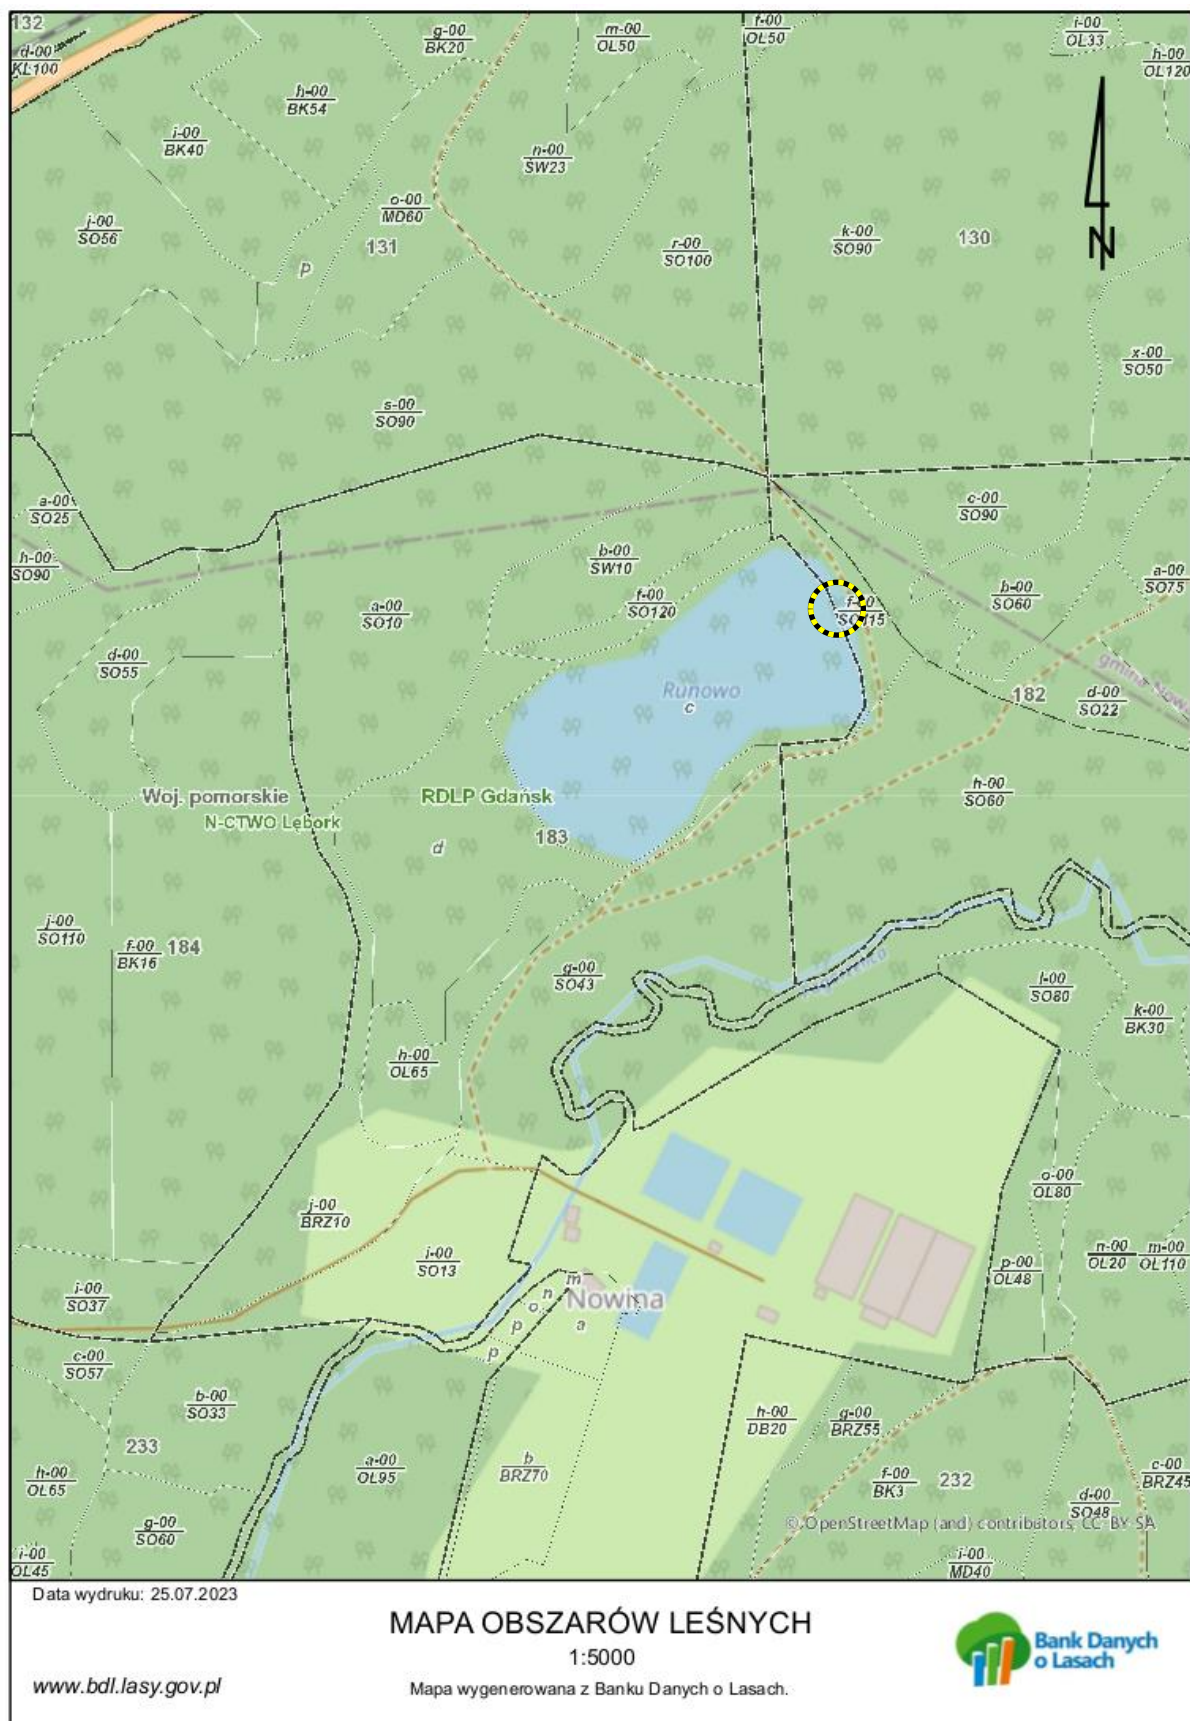 132
d-00
KL100
g-00
BK20
m-00
OL50
f-00
OL50
i-00
OL33
h-00
OL120
h-00
BK54
i-00
BK40
n-00
SW23
o-00
MD60
j-00
SO56
131
p
r-00
SO100
k-00
SO90
130
N
x-00
SO50
s-00
SO90
a-00
SO25
c-00
SO90
h-00
SO90
b-00
SW10
a-00
SO75
b-00
SO60
f-00
SO120
a-00
SO10
d-00
SO55
Runowo
c
182
d-00
SO22
h-00
SO60
Woj. pomorskie
RDLP Gdańsk
N-CTWO Lębork
183
d
j-00
SO110
f-00
BK16
184
g-00
SO43
l-00
SO80
k-00
BK30
h-00
OL65
o-00
OL80
j-00
BRZ10
i-00
SO13
n-00
OL20
m-00
OL110
p-00
OL48
i-00
SO37
m
n
o
Nowina
p
a
p
c-00
SO57
b-00
SO33
233
h-00
DB20
g-00
BRZ55
a-00
OL95
b
BRZ70
h-00
OL65
f-00
BK3
232
c-00
BRZ45
d-00
SO48
g-00
SO60
© OpenStreetMap (and) contributors, CC-BY-SA
i-00
OL45
i-00
MD40
Data wydruku: 25.07.2023
MAPA OBSZARÓW LEŚNYCH
1:5000
Bank Danych
o Lasach
www.bdl.lasy.gov.pl
Mapa wygenerowana z Banku Danych o Lasach.